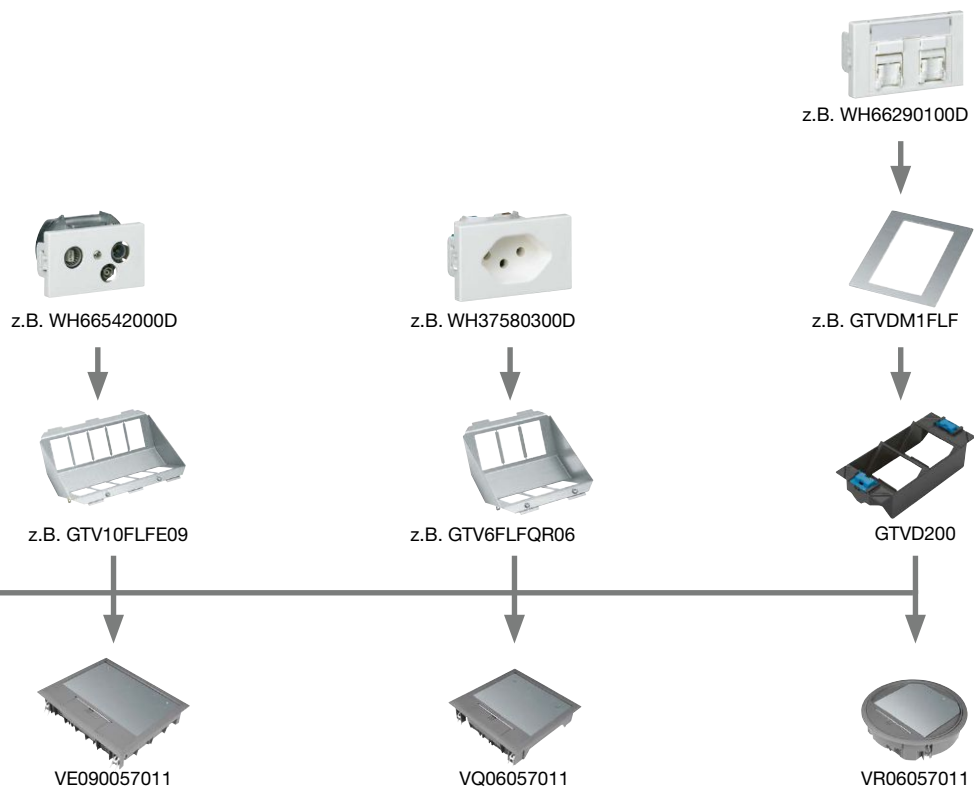 z.B. WH66290100D
z.B. WH66542000D
z.B. WH37580300D
z.B. GTVDM1FLF
z.B. GTV10FLFE09
z.B. GTV6FLFQR06
GTVD200
VE090057011
VQ06057011
VR06057011